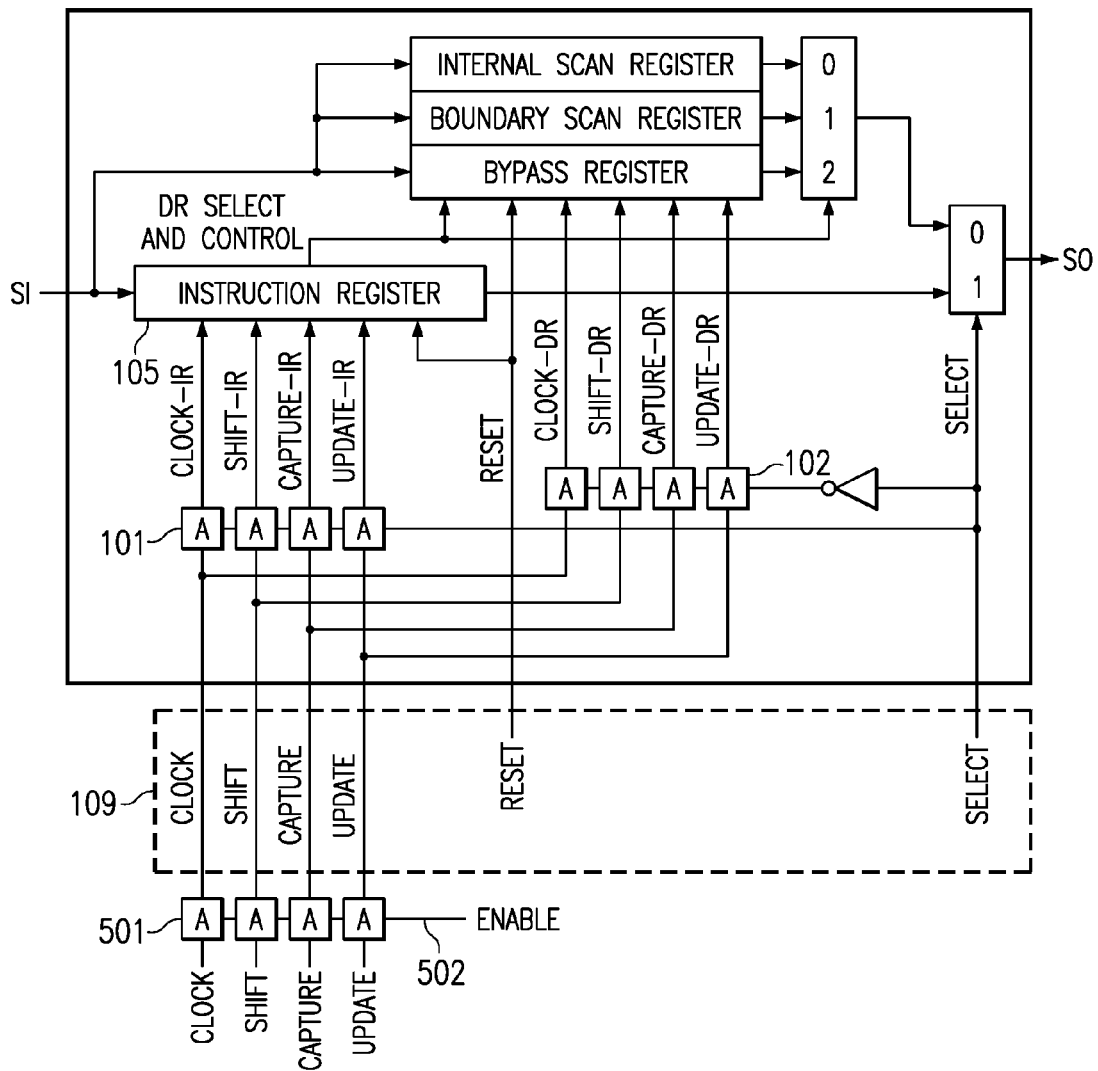 INTERNAL SCAN REGISTER
0
BOUNDARY SCAN REGISTER
1
BYPASS REGISTER
2
DR SELECT
AND CONTROL
0
SO
SI
INSTRUCTION REGISTER
1
105
CLOCK-IR
SHIFT-IR
CAPTURE-IR
UPDATE-IR
RESET
CLOCK-DR
SHIFT-DR
CAPTURE-DR
UPDATE-DR
SELECT
102
A
A
A
A
101
A
A
A
A
109
CLOCK
SHIFT
CAPTURE
UPDATE
RESET
SELECT
501
A
A
A
A
ENABLE
502
CLOCK
SHIFT
CAPTURE
UPDATE